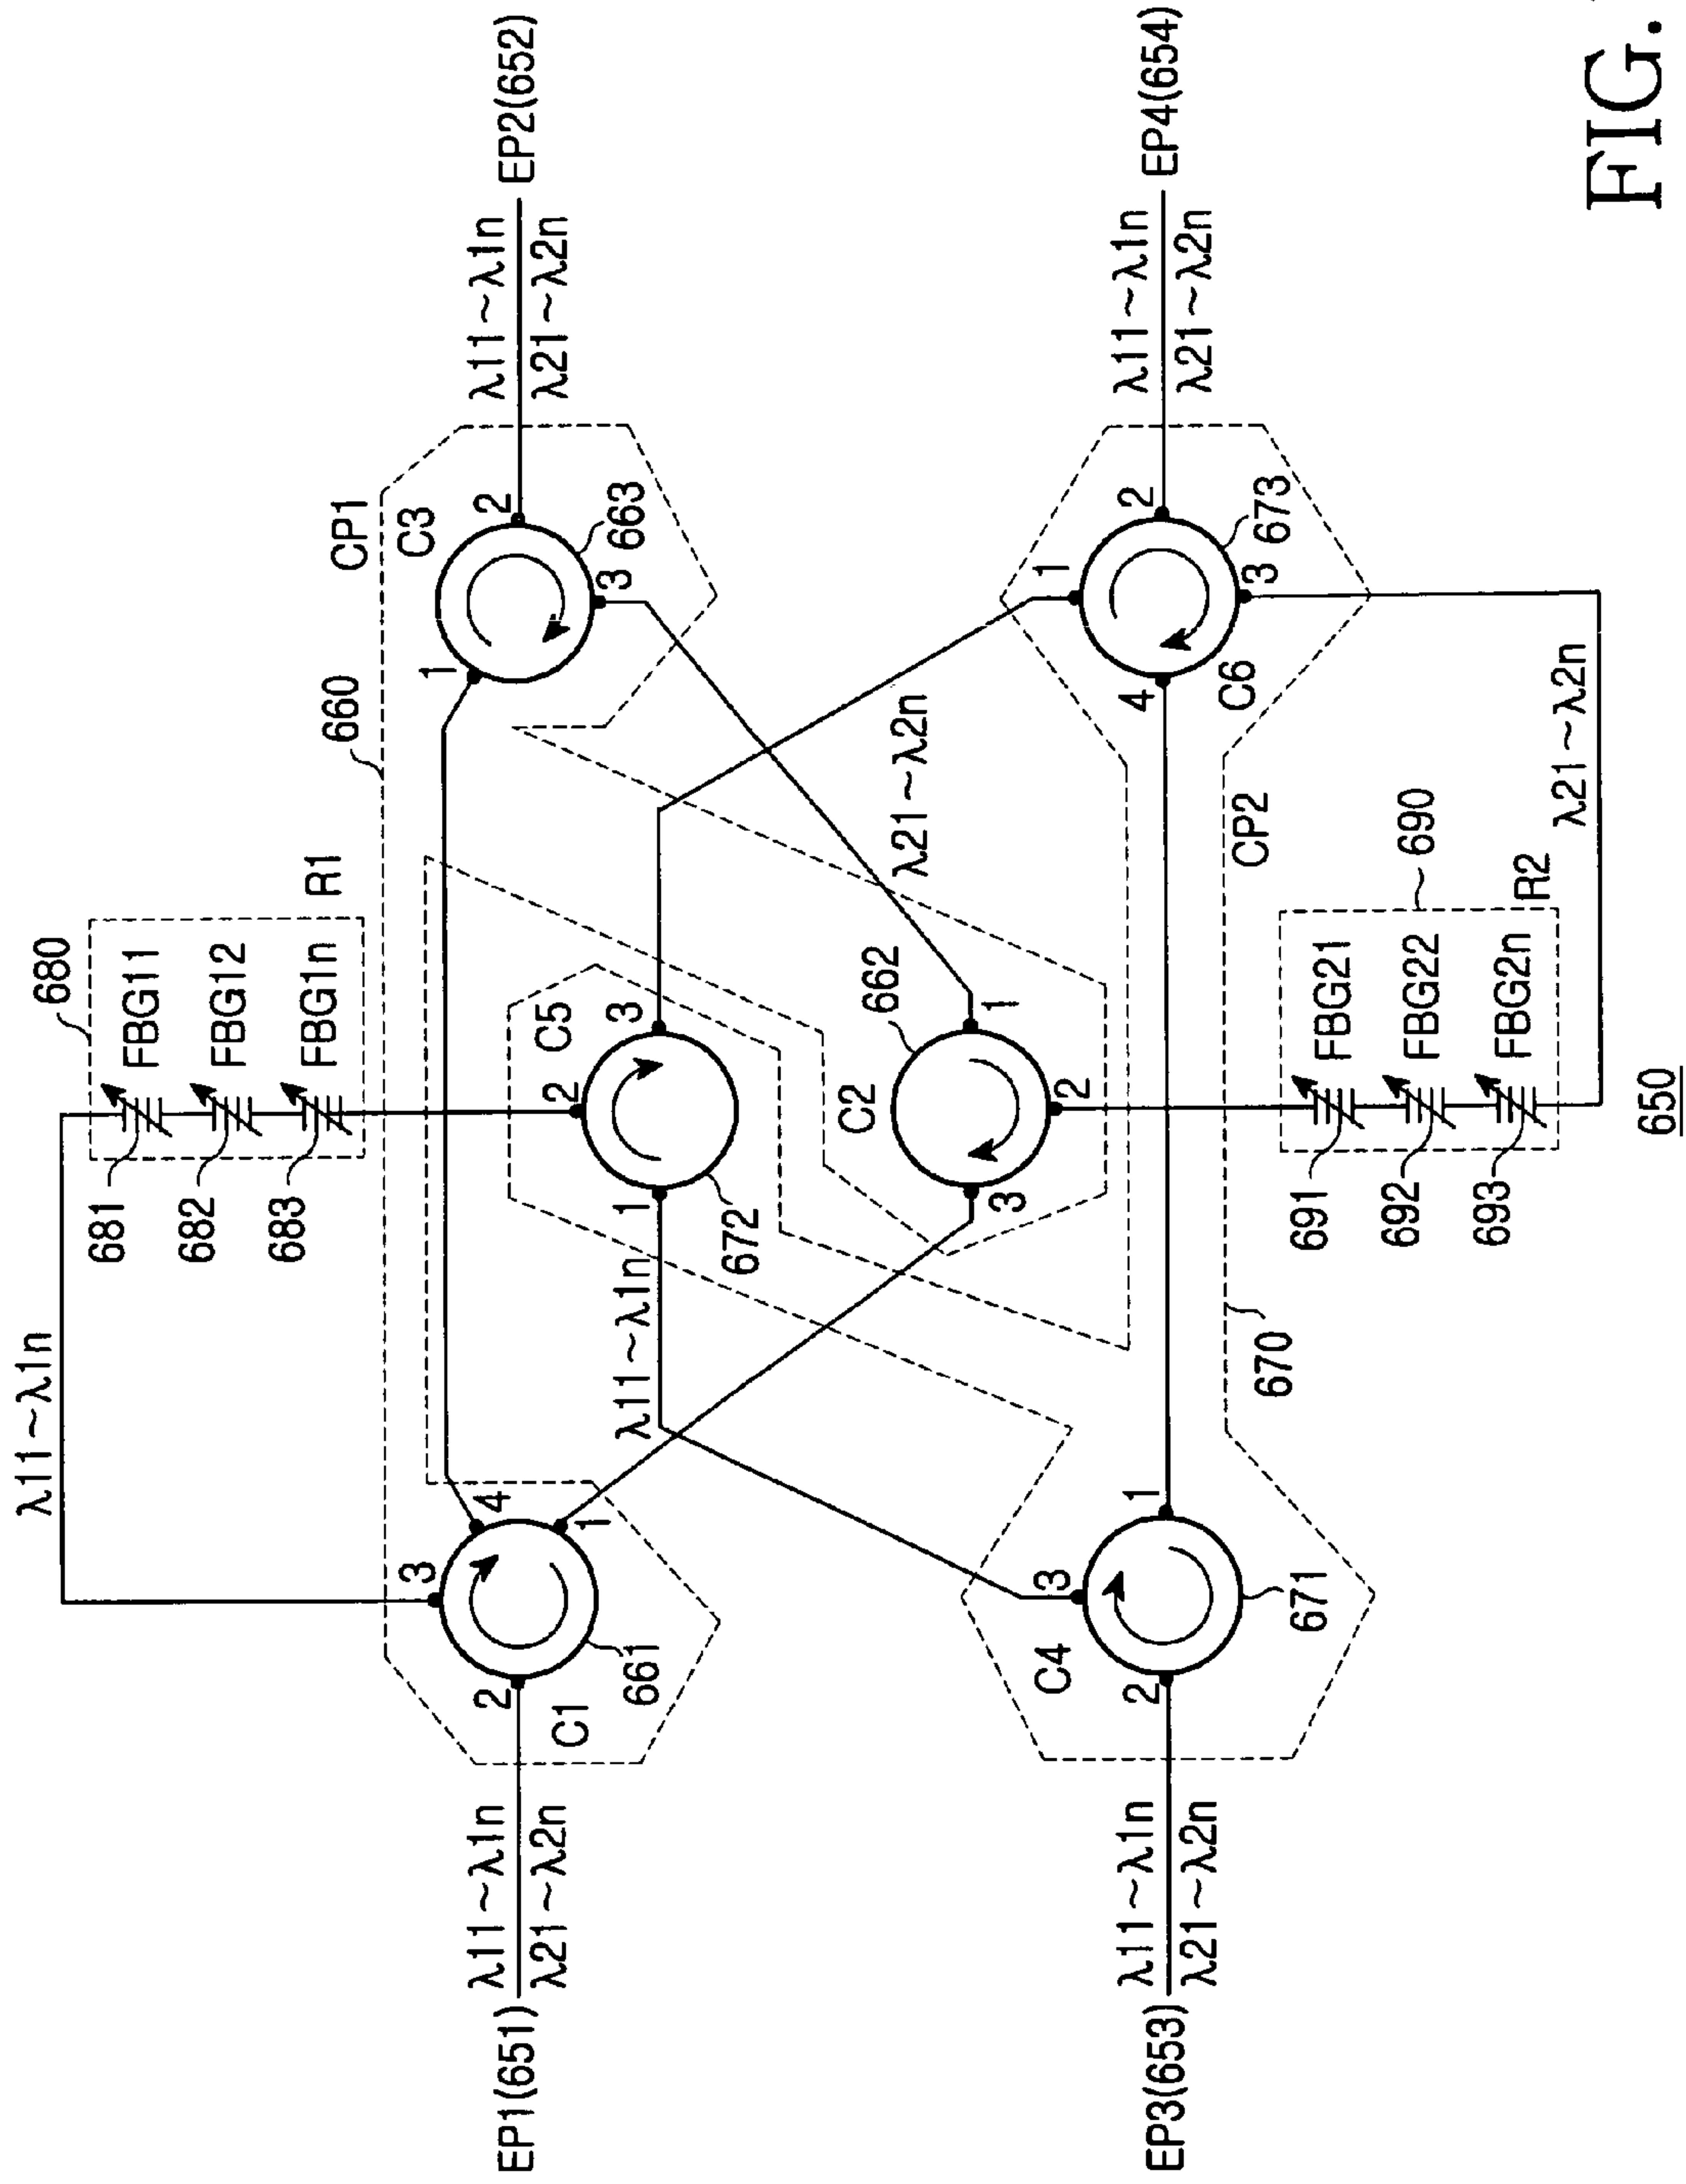 λ11~λ1n
680
FBG11
FBG12
FBG1n
R1
681
682
683
660
CP1
C3
1
2
3
663
λ11~λ1n
λ21~λ2n
EP2(652)
EP1(651)
λ11~λ1n
λ21~λ2n
C1
2
3
4
1
661
C5
1
2
3
672
λ11~λ1n
λ21~λ2n
662
C2
1
2
3
EP3(653)
λ11~λ1n
λ21~λ2n
C4
2
3
1
671
670
CP2
C6
1
2
3
4
673
λ11~λ1n
λ21~λ2n
EP4(654)
690
FBG21
FBG22
FBG2n
R2
691
692
693
λ21~λ2n
650
FIG.